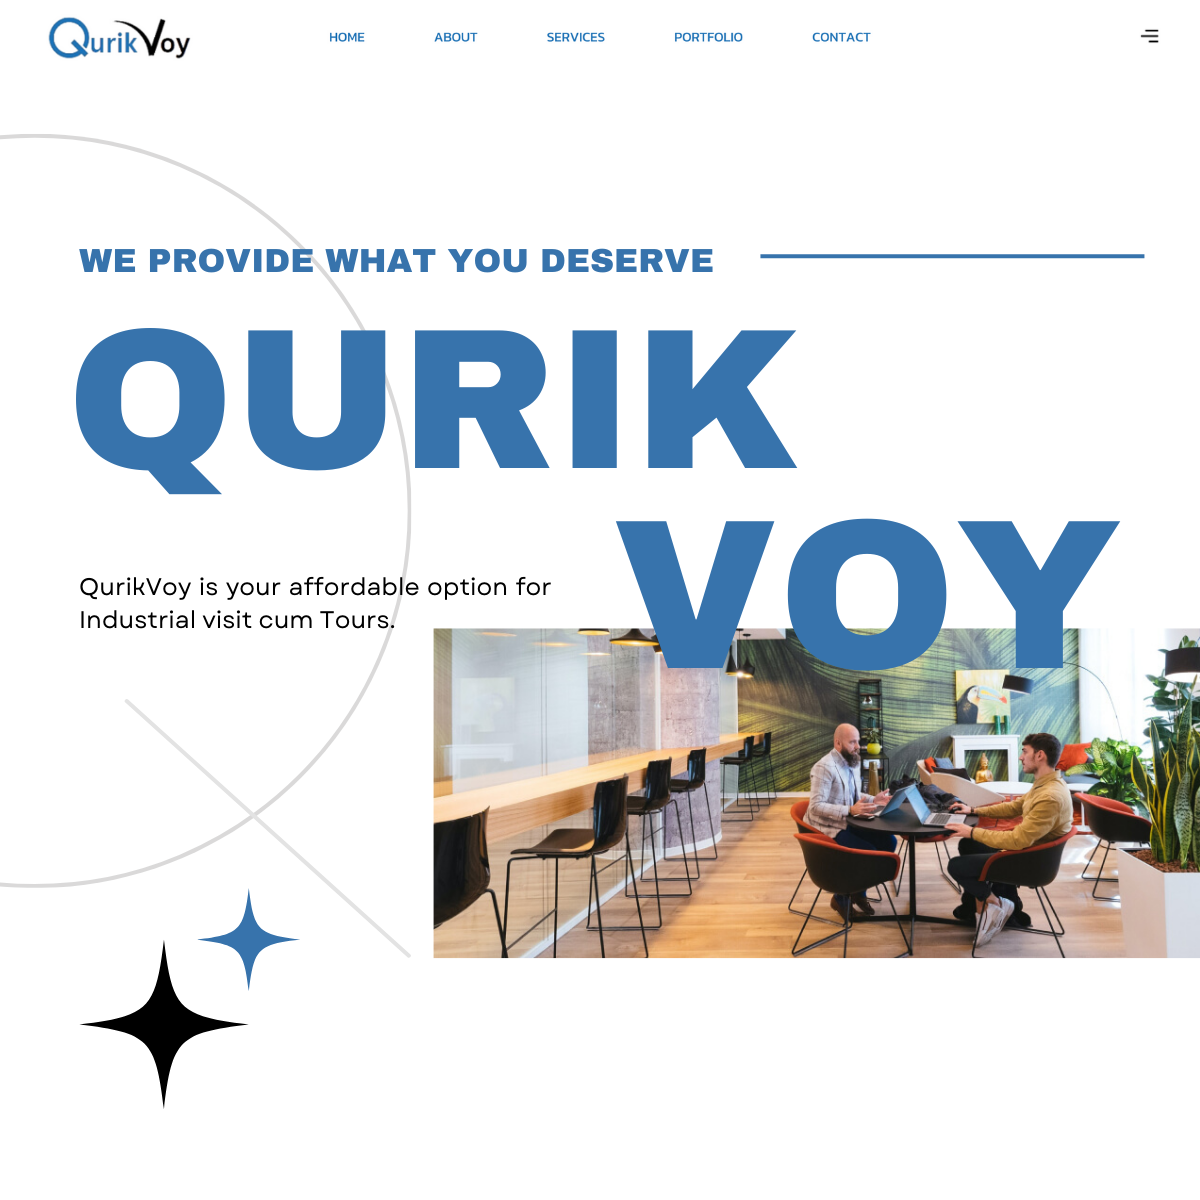 QurikVoy
HOME ABOUT SERVICES PORTFOLIO CONTACT
WE PROVIDE WHAT YOU DESERVE
QURIK
VOY
QurikVoy is your affordable option for
Industrial visit cum Tours.